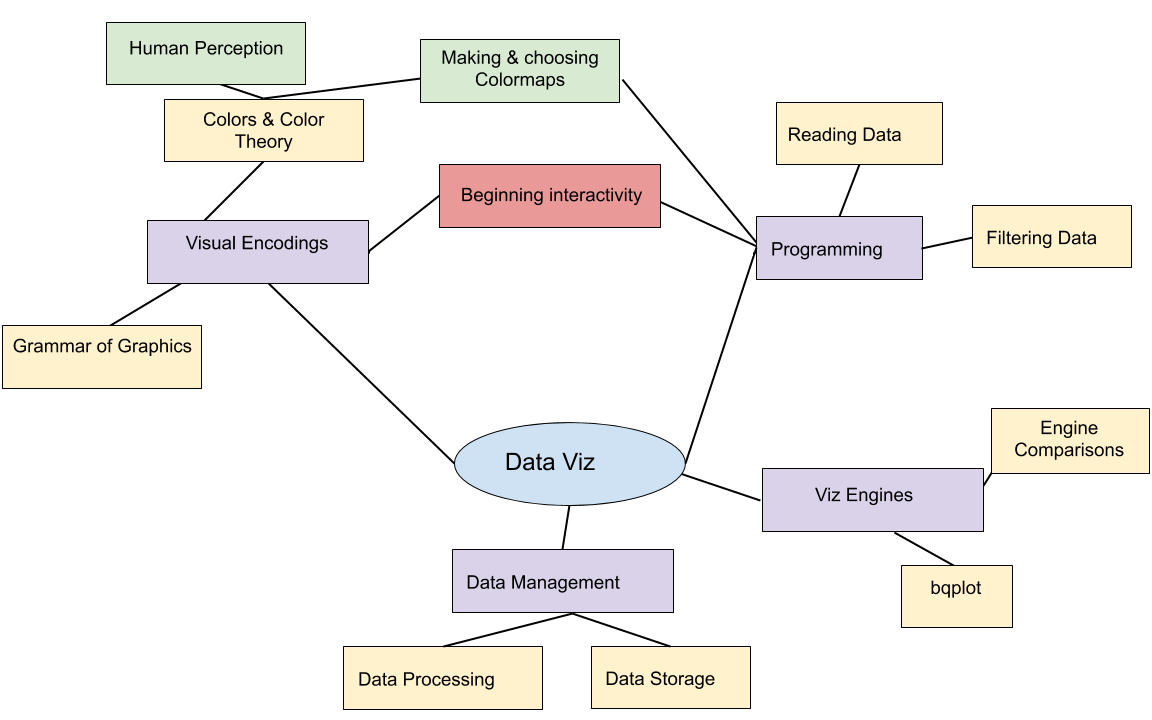 Human Perception
Making & choosing
Colormaps
Colors & Color
Theory
Reading Data
Beginning interactivity
Visual Encodings
Programming
Filtering Data
Grammar of Graphics
Data Viz
Engine
Comparisons
Viz Engines
Data Management
bqplot
Data Processing
Data Storage